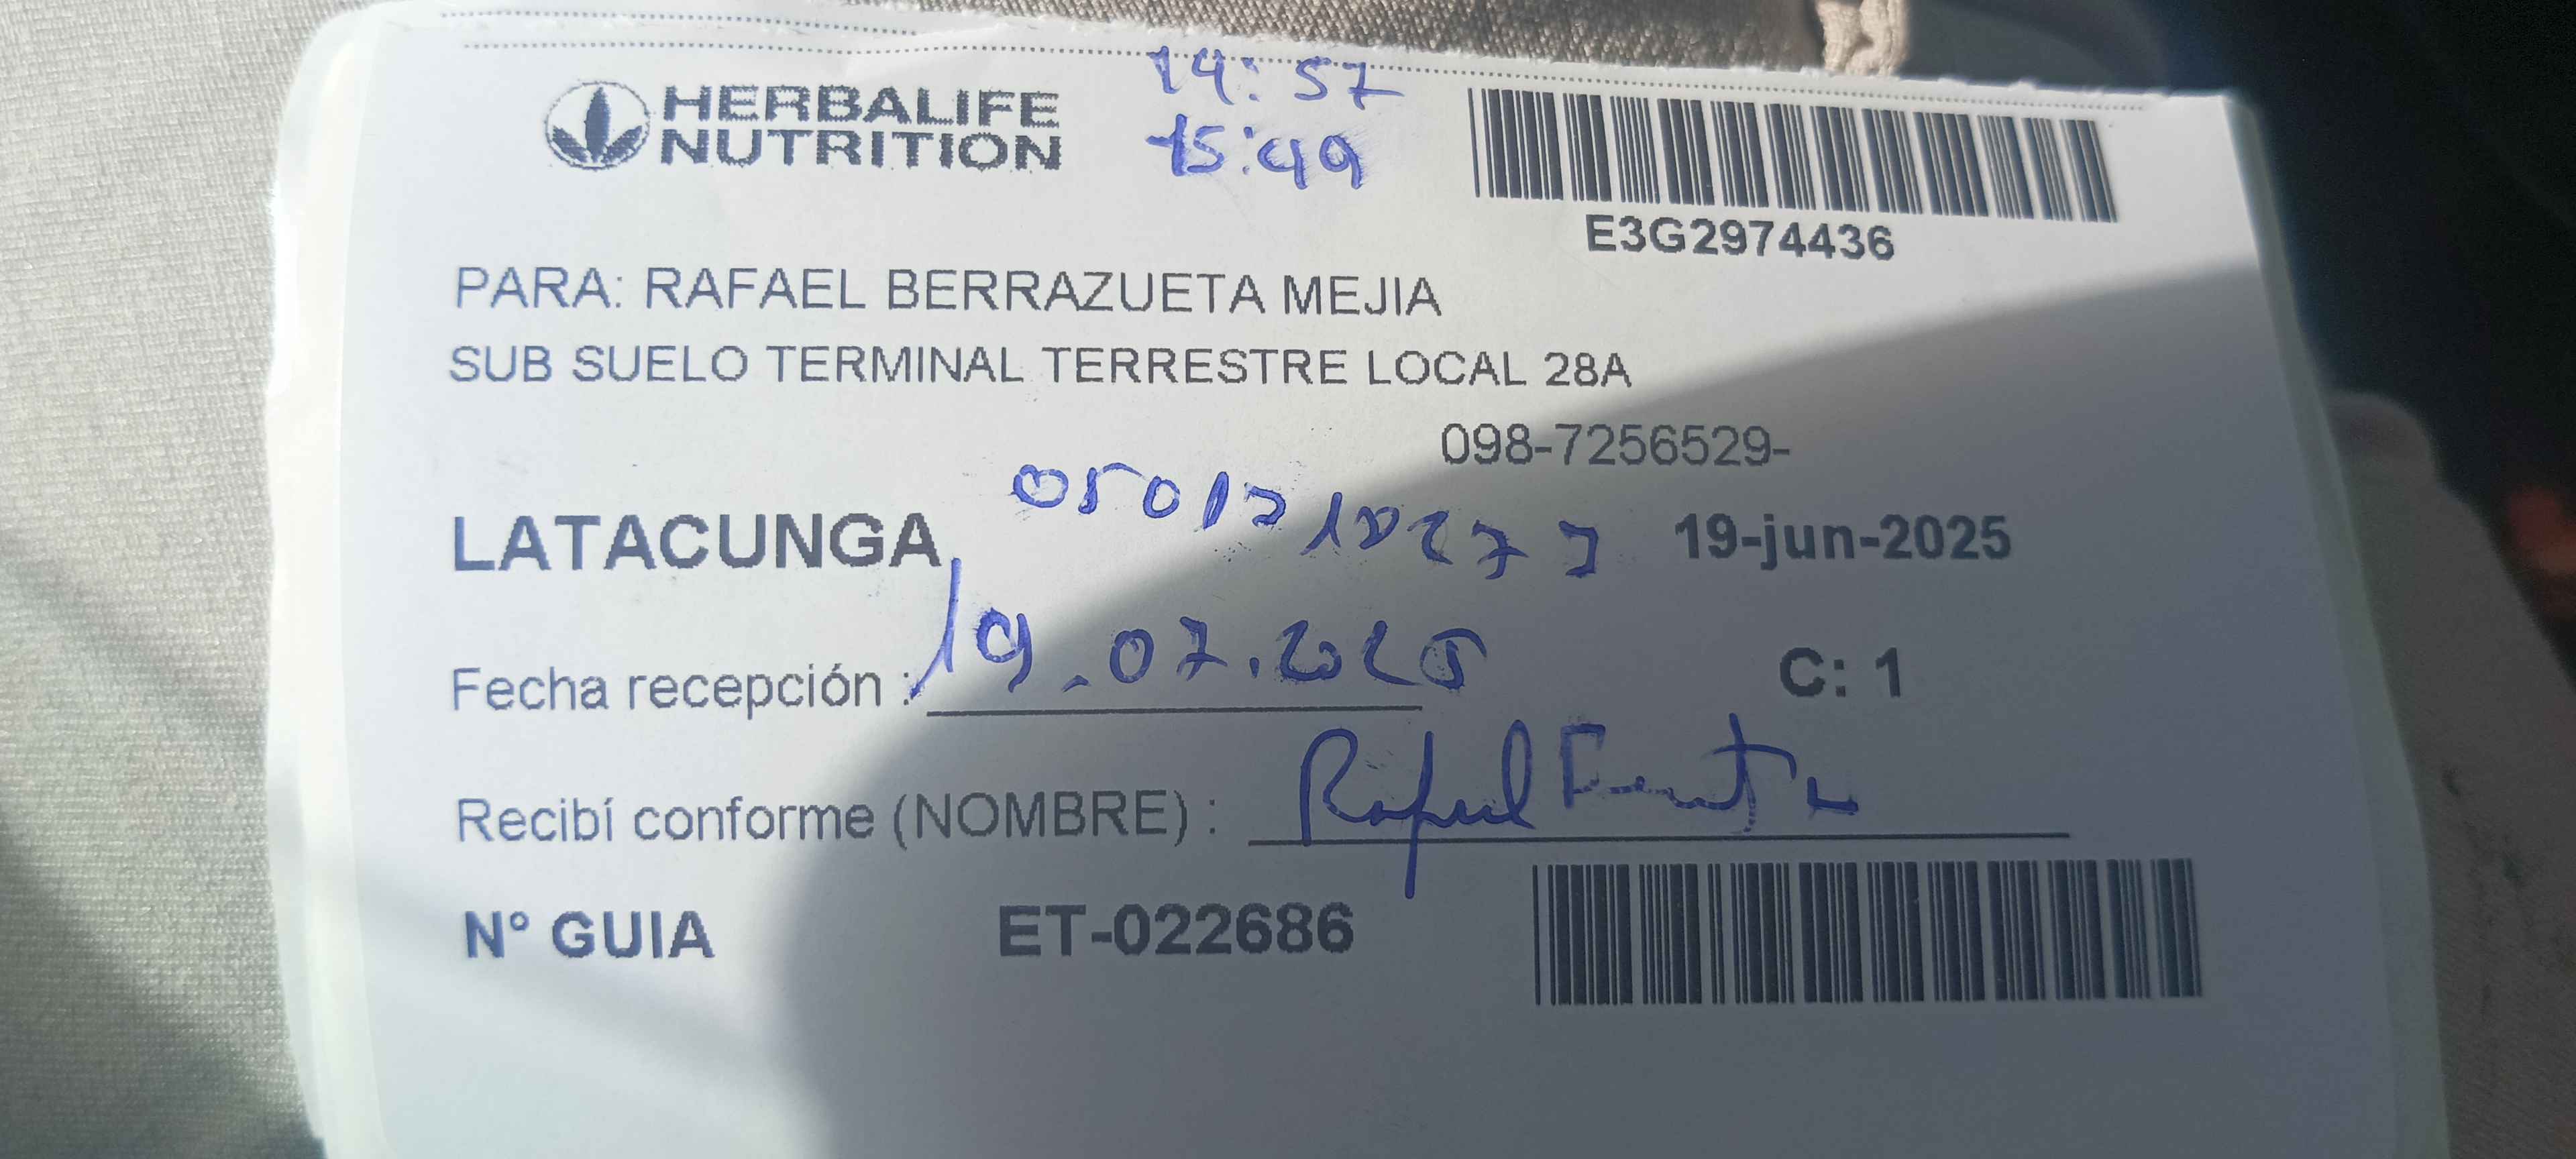 HERBALIFE
NUTRITION
14:57
15:49
E3G2974436
PARA: RAFAEL BERRAZUETA MEJIA
SUB SUELO TERMINAL TERRESTRE LOCAL 28A
098-7256529-
LATACUNGA
19-jun-2025
Fecha recepción : 19.07.2025
C: 1
Recibí conforme (NOMBRE) : Rafael
N° GUIA ET-022686